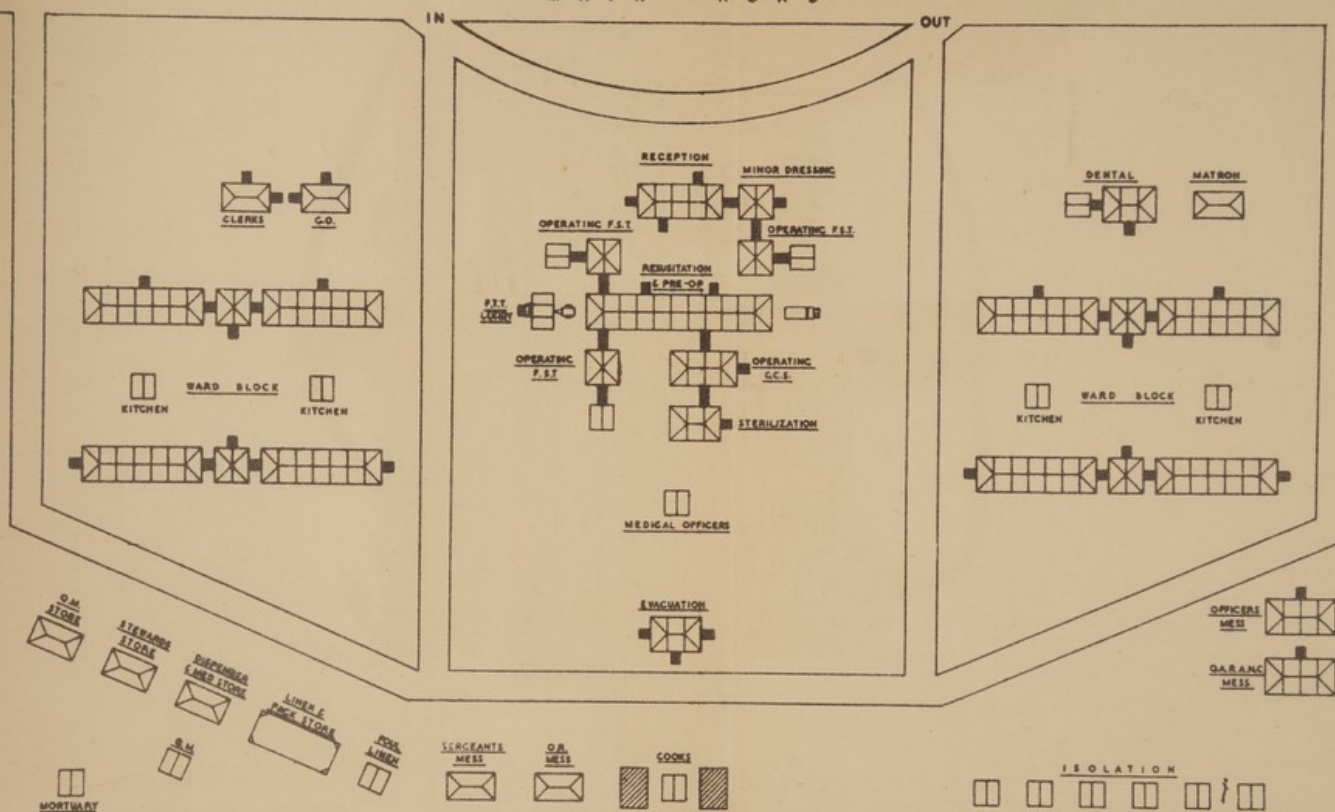 IN
OUT
RECEPTION
MINOR DRESSING
DENTAL
MATRON
CLERKS
C.O.
OPERATING F.S.T.
OPERATING F.S.T.
RESUSITATION
& PRE-OP
F.T.T.
OPERATING
F.S.T
OPERATING
C.C.S.
KITCHEN
WARD BLOCK
KITCHEN
STERILIZATION
KITCHEN
WARD BLOCK
KITCHEN
MEDICAL OFFICERS
EVACUATION
Q.M.
STORE
STEWARDS
STORE
DISPENSER
& MED STORE
LINEN &
PACK STORE
Q.M.
FOUL
LINEN
MORTUARY
SERGEANTS
MESS
O.R.
MESS
COOKS
OFFICERS
MESS
Q.A.R.A.N.C
MESS
ISOLATION